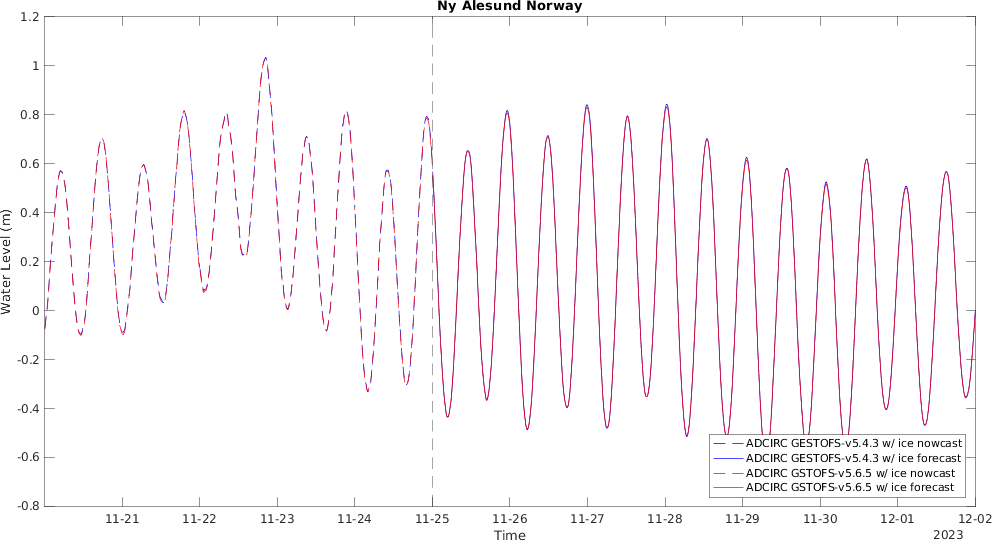 Ny Alesund Norway
Water Level (m)
1.2
1
0.8
0.6
0.4
0.2
0
-0.2
-0.4
-0.6
-0.8
ADCIRC GESTOFS-v5.4.3 w/ ice nowcast
ADCIRC GESTOFS-v5.4.3 w/ ice forecast
ADCIRC GSTOFS-v5.6.5 w/ ice nowcast
ADCIRC GSTOFS-v5.6.5 w/ ice forecast
11-21 11-22 11-23 11-24 11-25 11-26 11-27 11-28 11-29 11-30 12-01 12-02
Time
2023